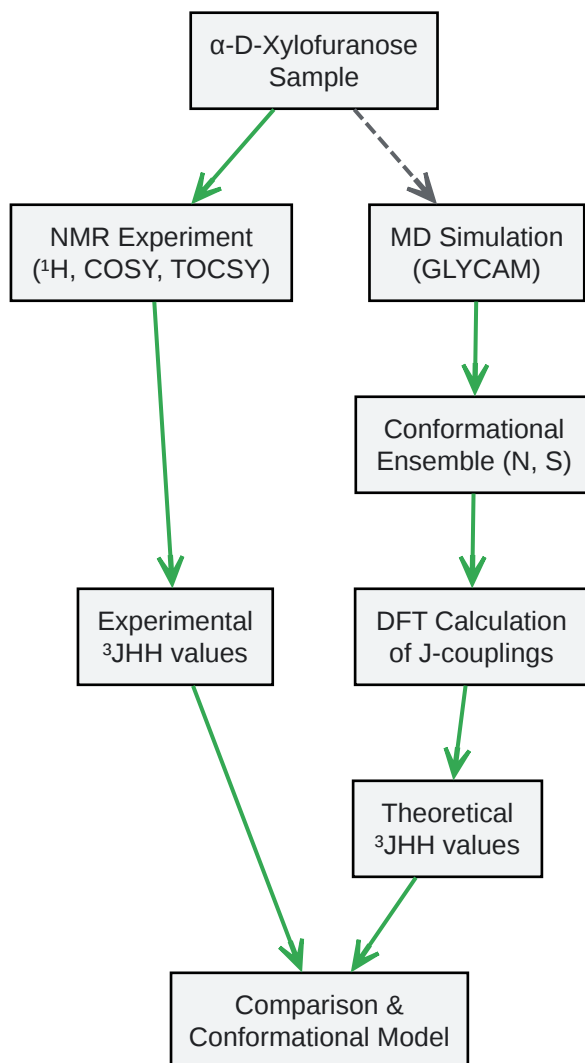 α-D-Xylofuranose
Sample
NMR Experiment
(¹H, COSY, TOCSY)
MD Simulation
(GLYCAM)
Conformational
Ensemble (N, S)
Experimental
³JHH values
DFT Calculation
of J-couplings
Theoretical
³JHH values
Comparison &
Conformational Model